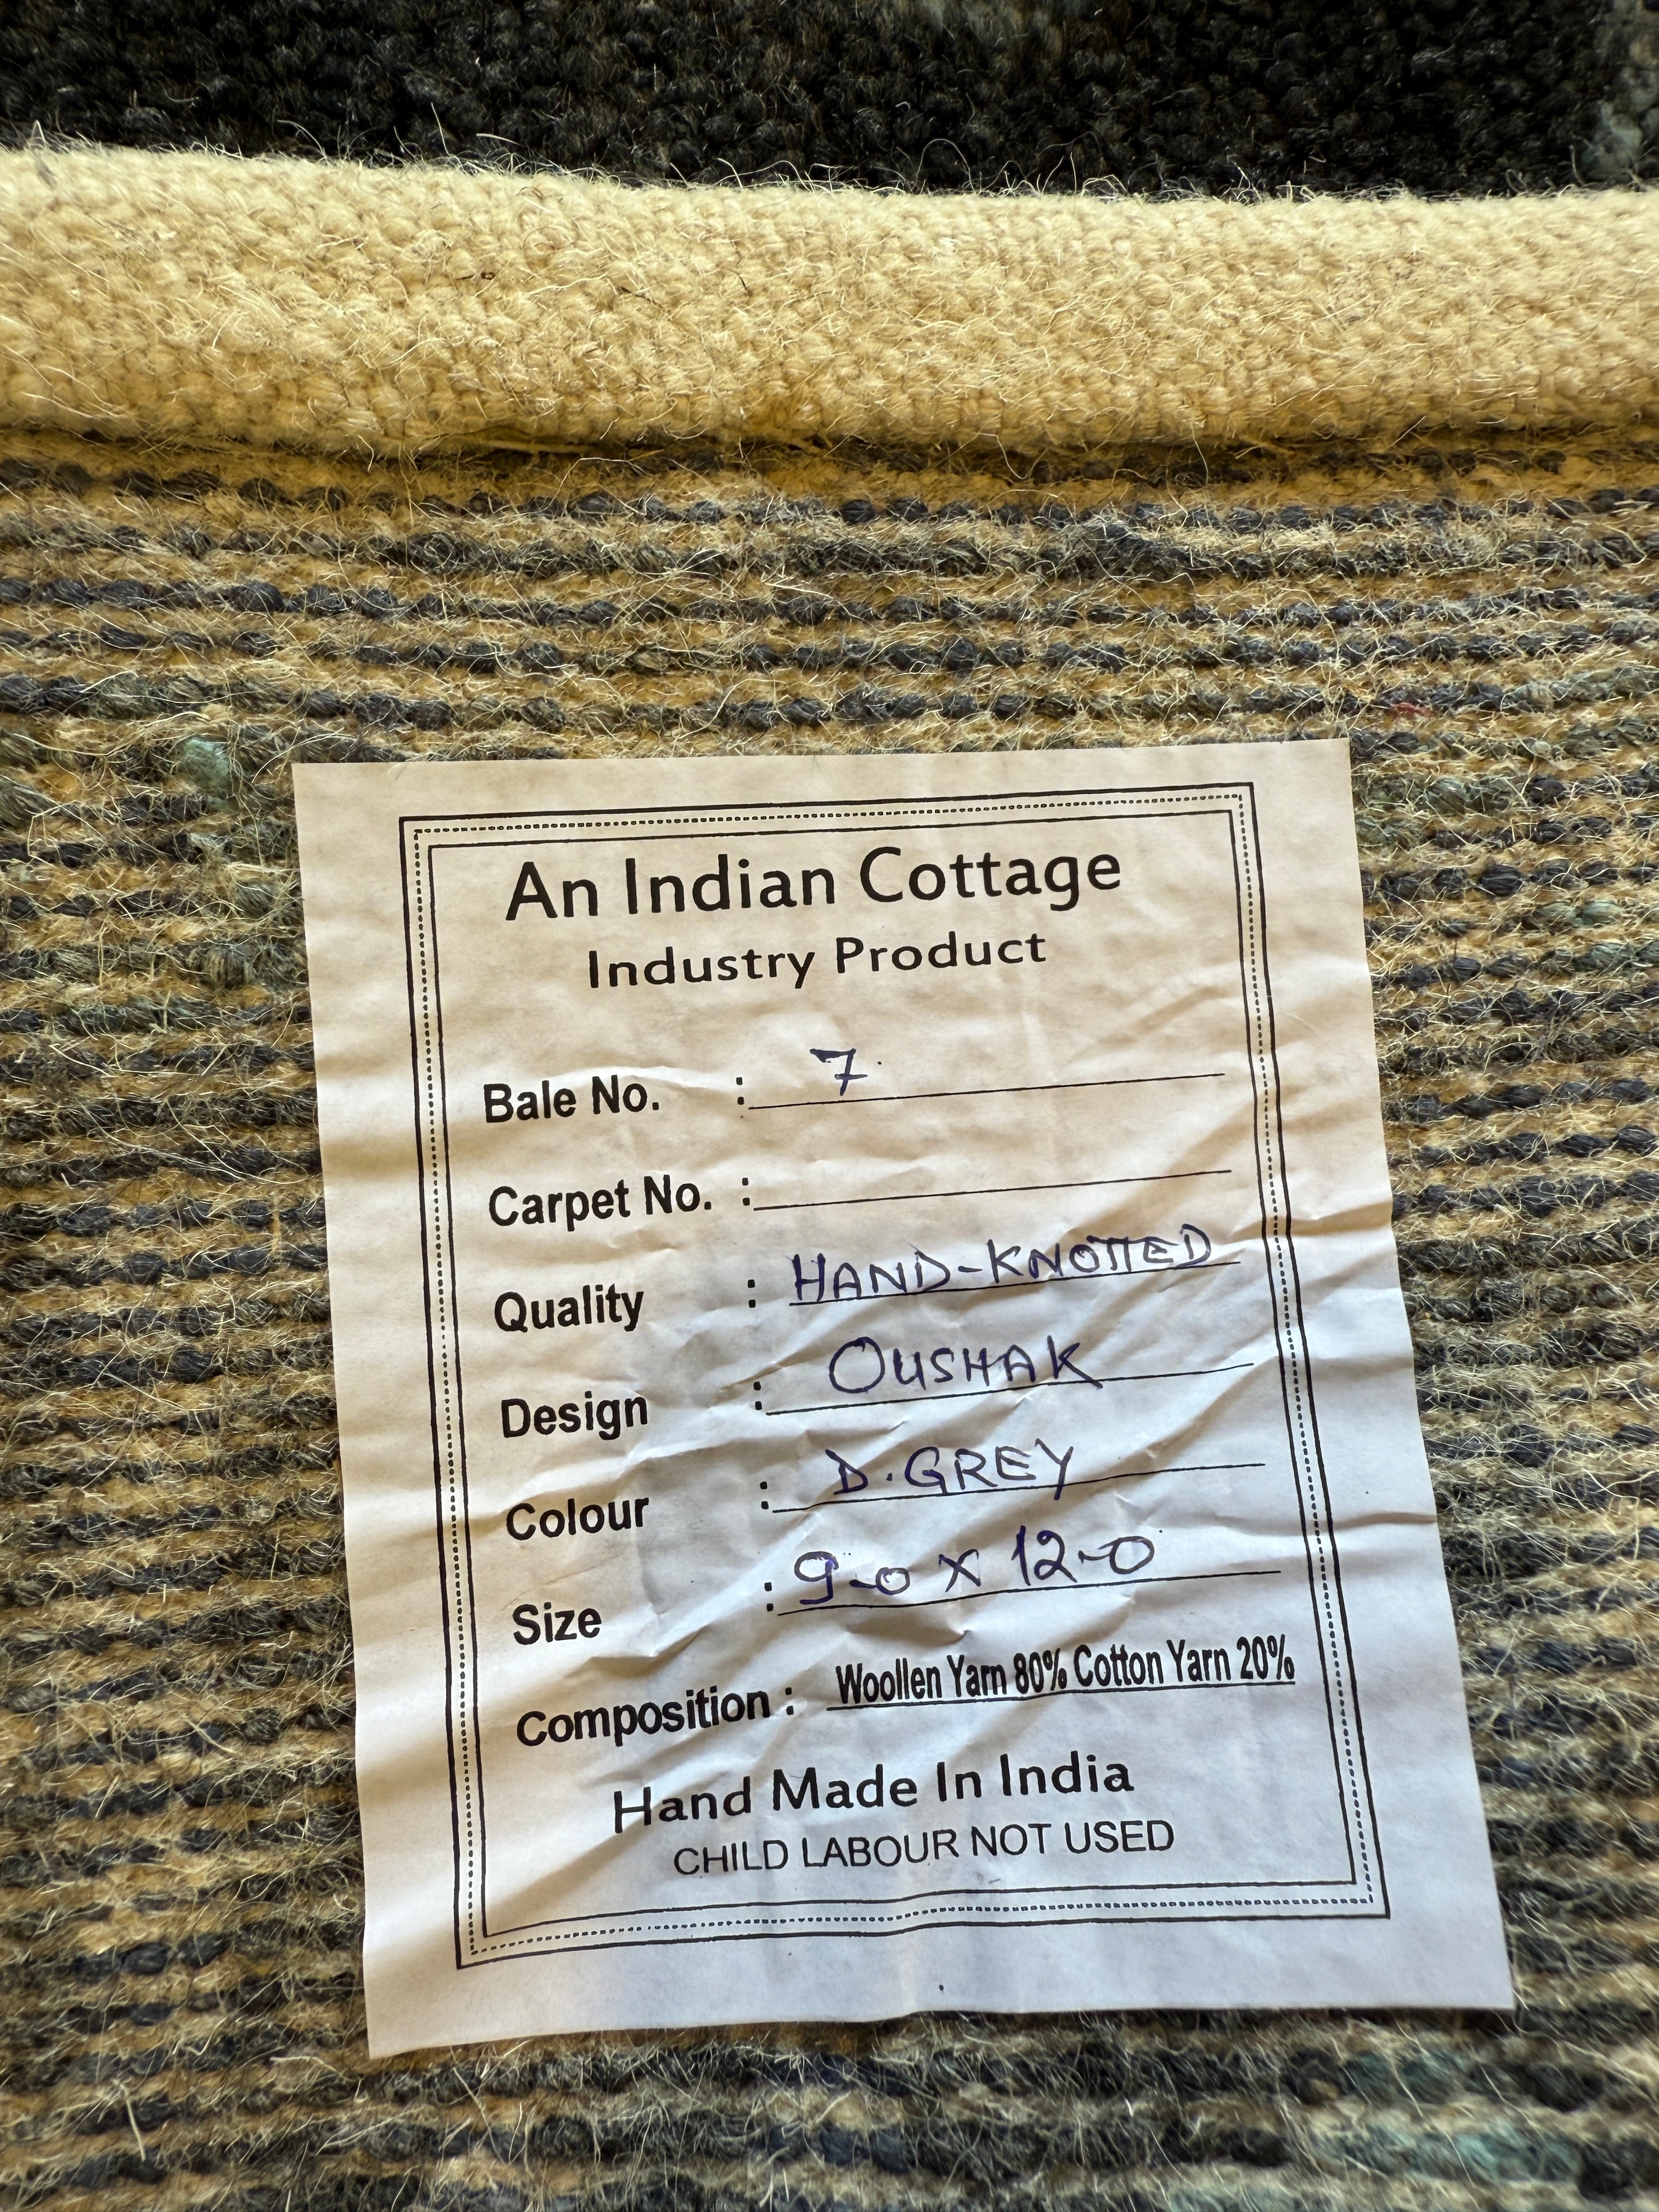 An Indian Cottage
Industry Product
Bale No. : 7
Carpet No. :
Quality : HAND-KNOTTED
Design : OUSHAK
Colour : D.GREY
Size : 9-0 X 12-0
Composition : Woollen Yarn 80% Cotton Yarn 20%
Hand Made In India
CHILD LABOUR NOT USED